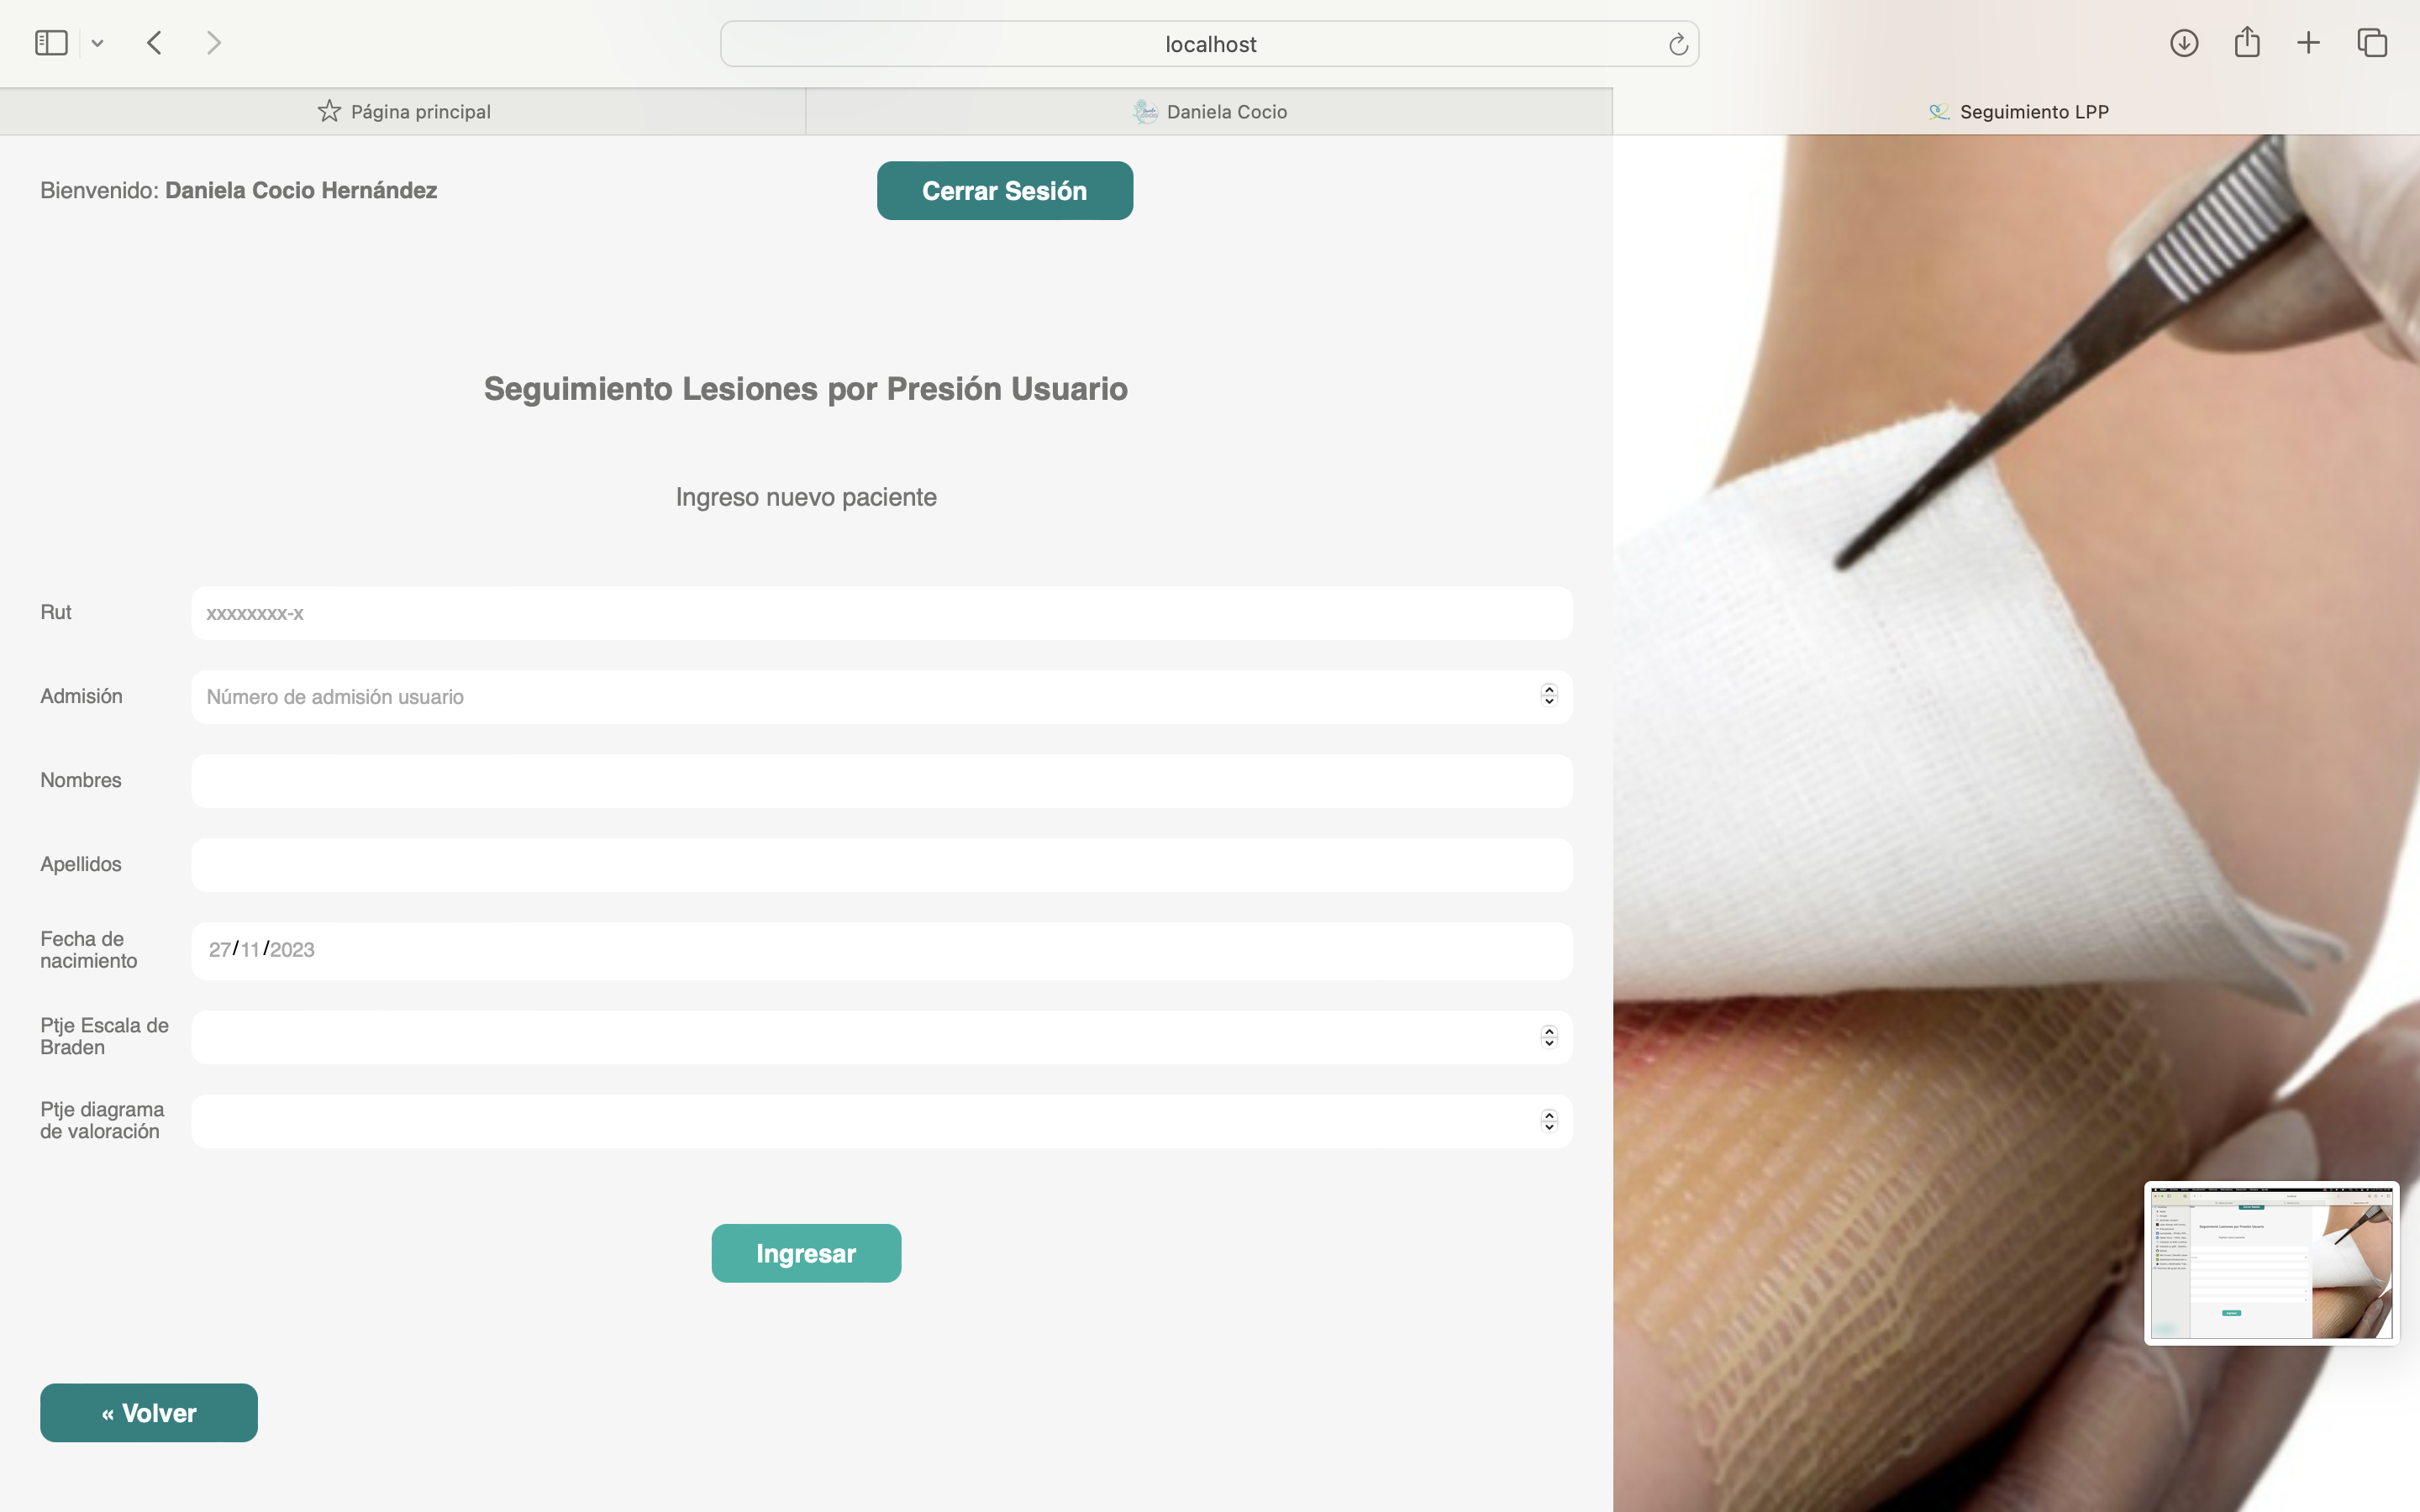 localhost
Página principal
Daniela Cocio
Seguimiento LPP
Bienvenido: Daniela Cocio Hernández
Cerrar Sesión
Seguimiento Lesiones por Presión Usuario
Ingreso nuevo paciente
Rut
xxxxxxxx-x
Admisión
Número de admisión usuario
Nombres
Apellidos
Fecha de
nacimiento
27/11/2023
Ptje Escala de
Braden
Ptje diagrama
de valoración
Ingresar
« Volver